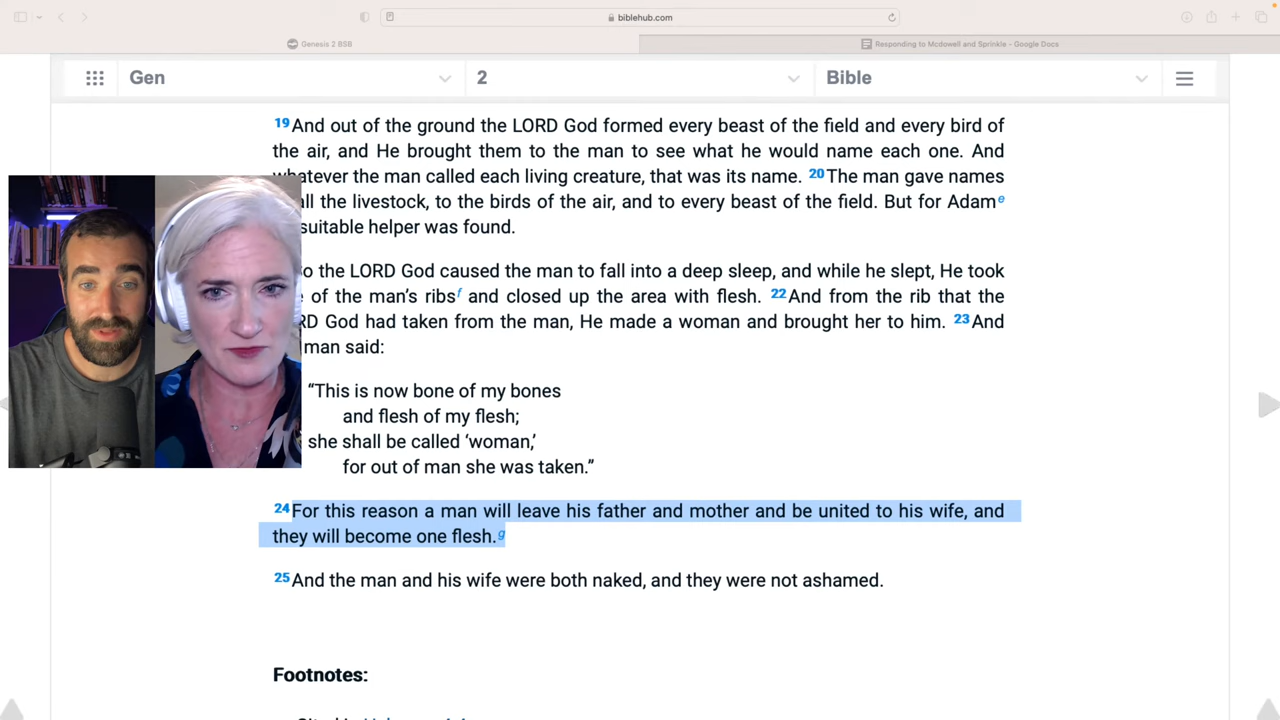 biblehub.com
Genesis 2 BSB
Responding to Mcdowell and Sprinkle - Google Docs
Gen
2
Bible
19 And out of the ground the LORD God formed every beast of the field and every bird of
the air, and He brought them to the man to see what he would name each one. And
whatever the man called each living creature, that was its name. 20 The man gave names
all the livestock, to the birds of the air, and to every beast of the field. But for Adam e
suitable helper was found.
the LORD God caused the man to fall into a deep sleep, and while he slept, He took
of the man’s ribs f and closed up the area with flesh. 22 And from the rib that the
God had taken from the man, He made a woman and brought her to him. 23 And
man said:
“This is now bone of my bones
and flesh of my flesh;
she shall be called ‘woman,’
for out of man she was taken.”
24 For this reason a man will leave his father and mother and be united to his wife, and
they will become one flesh. g
25 And the man and his wife were both naked, and they were not ashamed.
Footnotes: